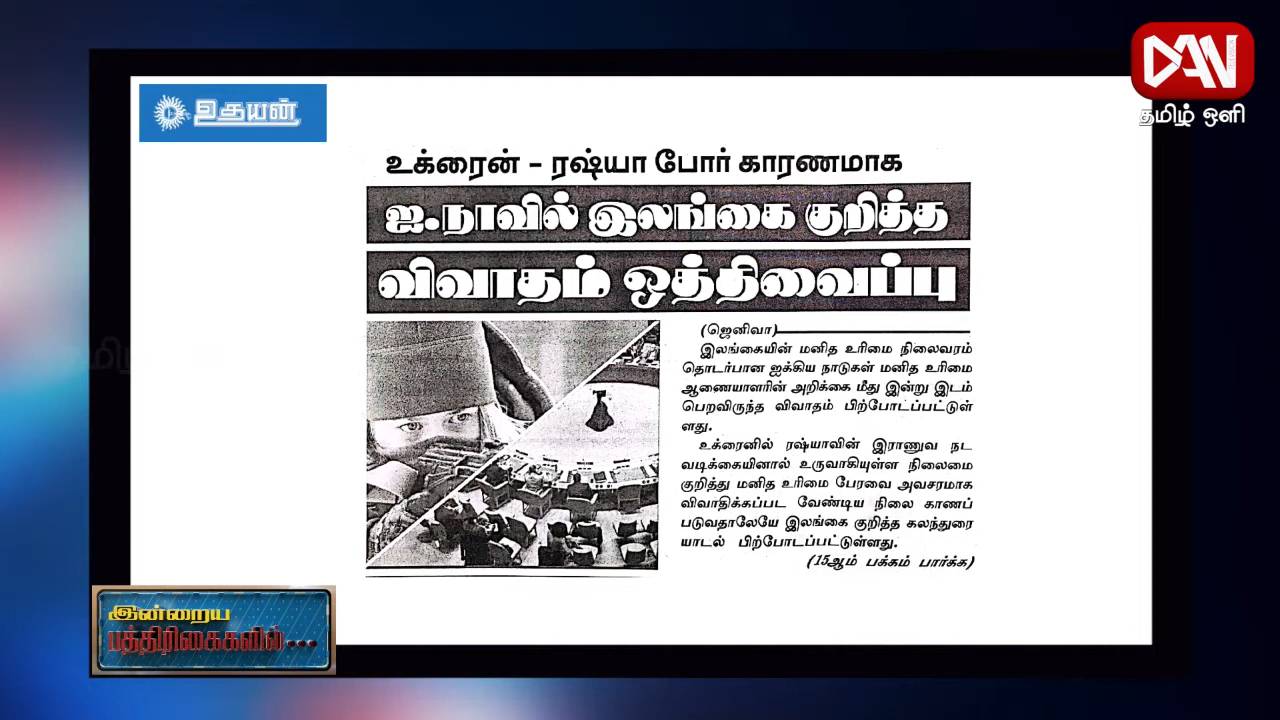 உதயன்
DAN
தமிழ் ஒளி
உக்ரைன் – ரஷ்யா போர் காரணமாக
ஐ.நாவில் இலங்கை குறித்த
விவாதம் ஒத்திவைப்பு
(ஜெனிவா)
இலங்கையின் மனித உரிமை நிலைவரம்
தொடர்பான ஐக்கிய நாடுகள் மனித உரிமை
ஆணையாளரின் அறிக்கை மீது இன்று இடம்
பெறவிருந்த விவாதம் பிற்போடப்பட்டுள்
ளது.
உக்ரைனில் ரஷ்யாவின் இராணுவ நட
வடிக்கையினால் உருவாகியுள்ள நிலைமை
குறித்து மனித உரிமை பேரவை அவசரமாக
விவாதிக்கப்பட வேண்டிய நிலை காணப்
படுவதாலேயே இலங்கை குறித்த கலந்துரை
யாடல் பிற்போடப்பட்டுள்ளது.
(15ஆம் பக்கம் பார்க்க)
இன்றைய
பத்திரிகைகளில்...